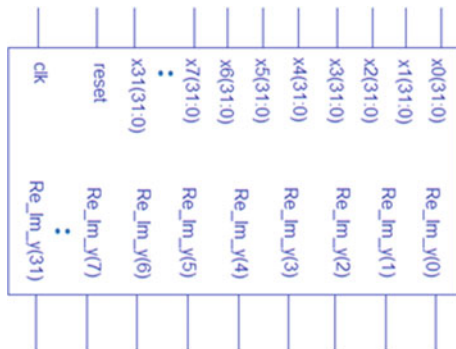 x0(31:0)
x1(31:0)
x2(31:0)
x3(31:0)
x4(31:0)
x5(31:0)
x6(31:0)
x7(31:0)
x31(31:0)
reset
clk
Re_Im_y(0)
Re_Im_y(1)
Re_Im_y(2)
Re_Im_y(3)
Re_Im_y(4)
Re_Im_y(5)
Re_Im_y(6)
Re_Im_y(7)
Re_Im_y(31)